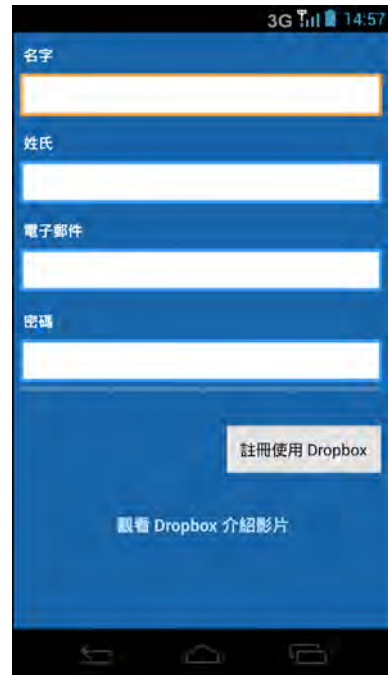 3G 14:57
名字
姓氏
電子郵件
密碼
註冊使用 Dropbox
觀看 Dropbox 介紹影片